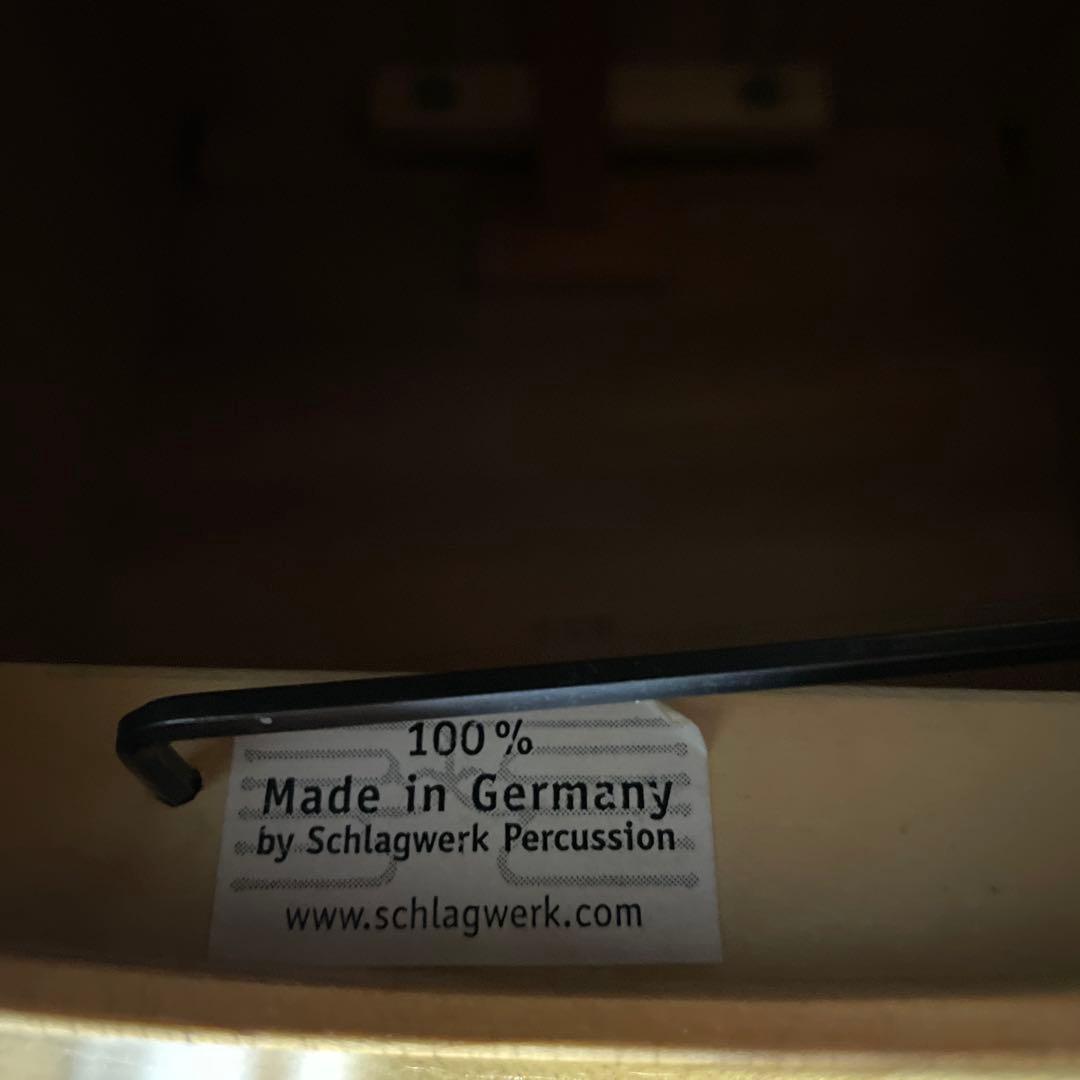 100%
Made in Germany
by Schlagwerk Percussion
www.schlagwerk.com